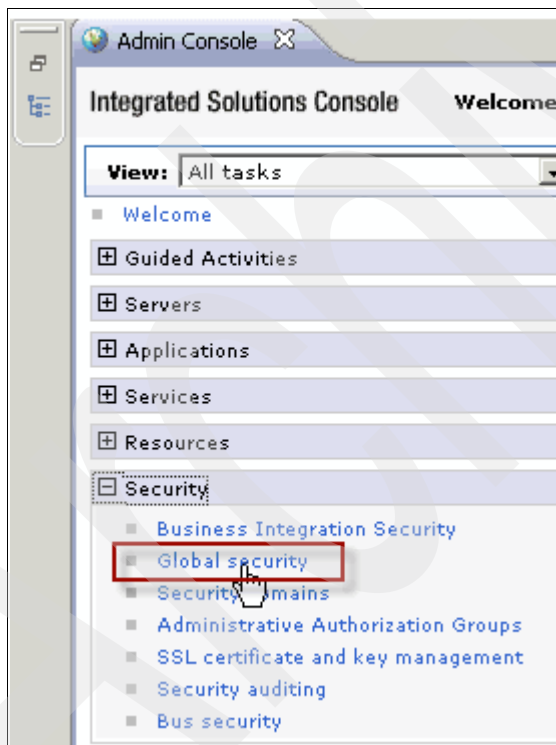 Admin Console
Integrated Solutions Console Welcome
View: All tasks
Welcome
Guided Activities
Servers
Applications
Services
Resources
Security
Business Integration Security
Global security
Security
Administrative Authorization Groups
SSL certificate and key management
Security auditing
Bus security